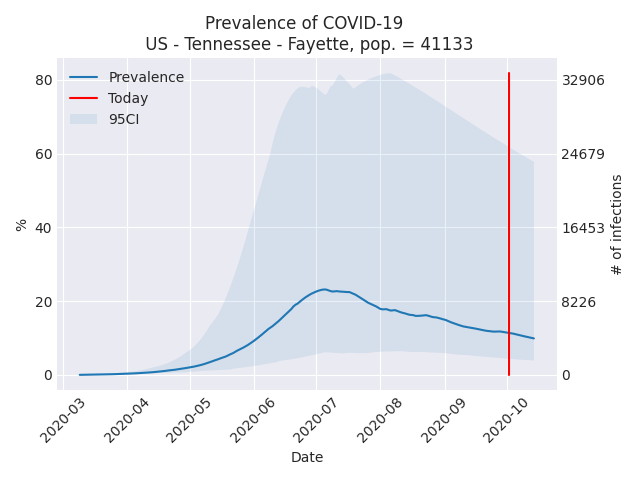 Prevalence of COVID-19
US - Tennessee - Fayette, pop. = 41133
Prevalence
Today
95CI
80
60
40
20
0
%
32906
24679
16453
8226
0
# of infections
2020-03
2020-04
2020-05
2020-06
2020-07
2020-08
2020-09
2020-10
Date